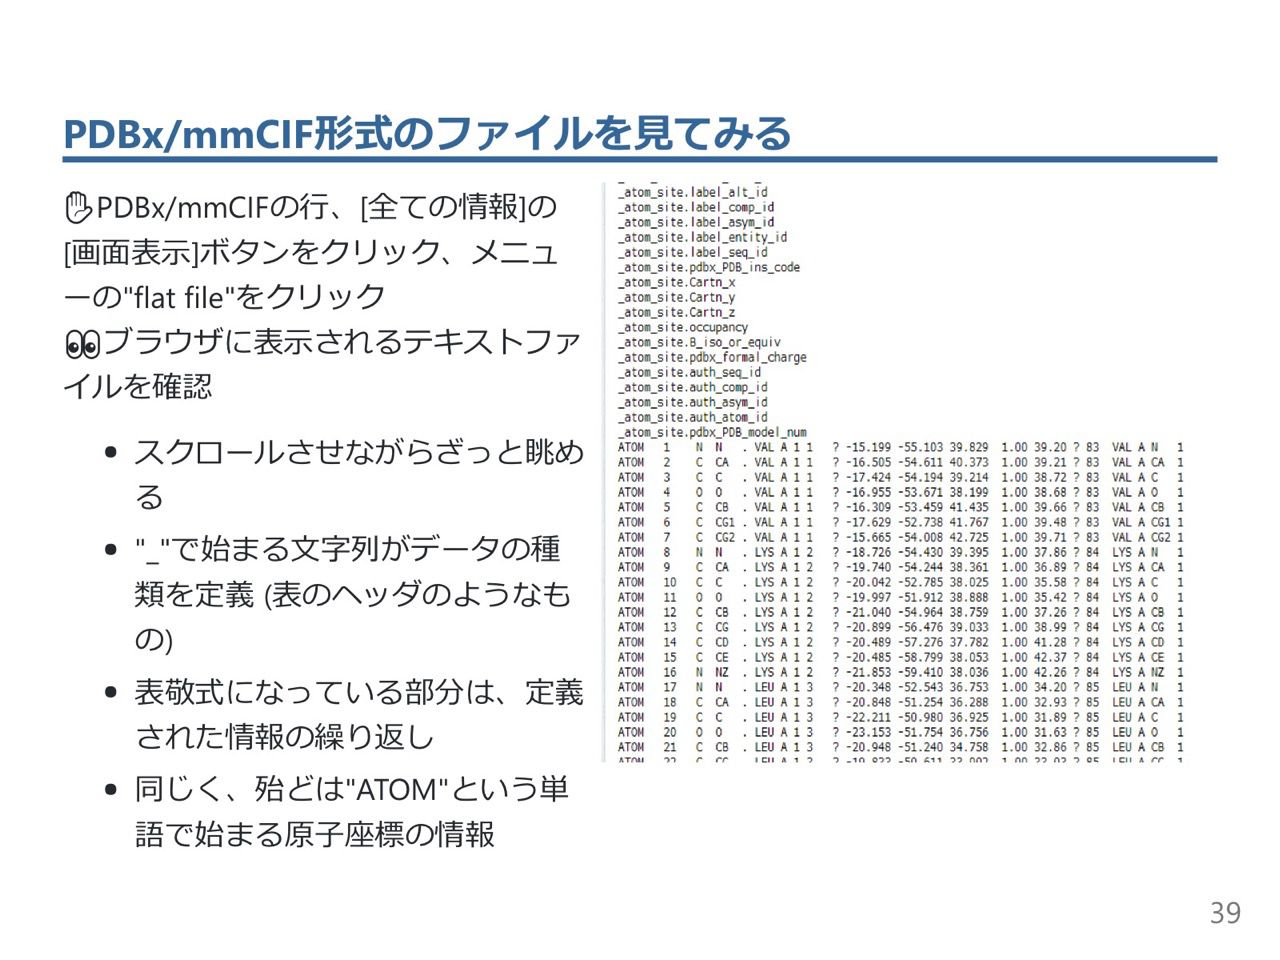 PDBx/mmCIF形式のファイルを見てみる
✋PDBx/mmCIFの行、[全ての情報]の
[画面表示]ボタンをクリック、メニュ
ーの"flat file"をクリック
👀ブラウザに表示されるテキストファ
イルを確認
• スクロールさせながらざっと眺め
る
• "_"で始まる文字列がデータの種
類を定義 (表のヘッダのようなも
の)
• 表敬式になっている部分は、定義
された情報の繰り返し
• 同じく、殆どは"ATOM"という単
語で始まる原子座標の情報
_atom_site.label_alt_id
_atom_site.label_comp_id
_atom_site.label_asym_id
_atom_site.label_entity_id
_atom_site.label_seq_id
_atom_site.pdbx_PDB_ins_code
_atom_site.Cartn_x
_atom_site.Cartn_y
_atom_site.Cartn_z
_atom_site.occupancy
_atom_site.B_iso_or_equiv
_atom_site.pdbx_formal_charge
_atom_site.auth_seq_id
_atom_site.auth_comp_id
_atom_site.auth_asym_id
_atom_site.auth_atom_id
_atom_site.pdbx_PDB_model_num
ATOM 1 N N . VAL A 1 1 ? -15.199 -55.103 39.829 1.00 39.20 ? 83 VAL A N 1
ATOM 2 C CA . VAL A 1 1 ? -16.505 -54.611 40.373 1.00 39.21 ? 83 VAL A CA 1
ATOM 3 C C . VAL A 1 1 ? -17.424 -54.194 39.214 1.00 38.72 ? 83 VAL A C 1
ATOM 4 O O . VAL A 1 1 ? -16.955 -53.671 38.199 1.00 38.68 ? 83 VAL A O 1
ATOM 5 C CB . VAL A 1 1 ? -16.309 -53.459 41.435 1.00 39.66 ? 83 VAL A CB 1
ATOM 6 C CG1 . VAL A 1 1 ? -17.629 -52.738 41.767 1.00 39.48 ? 83 VAL A CG1 1
ATOM 7 C CG2 . VAL A 1 1 ? -15.665 -54.008 42.725 1.00 39.71 ? 83 VAL A CG2 1
ATOM 8 N N . LYS A 1 2 ? -18.726 -54.430 39.395 1.00 37.86 ? 84 LYS A N 1
ATOM 9 C CA . LYS A 1 2 ? -19.740 -54.244 38.361 1.00 36.89 ? 84 LYS A CA 1
ATOM 10 C C . LYS A 1 2 ? -20.042 -52.785 38.025 1.00 35.58 ? 84 LYS A C 1
ATOM 11 O O . LYS A 1 2 ? -19.997 -51.912 38.888 1.00 35.42 ? 84 LYS A O 1
ATOM 12 C CB . LYS A 1 2 ? -21.040 -54.964 38.759 1.00 37.26 ? 84 LYS A CB 1
ATOM 13 C CG . LYS A 1 2 ? -20.899 -56.476 39.033 1.00 38.99 ? 84 LYS A CG 1
ATOM 14 C CD . LYS A 1 2 ? -20.489 -57.276 37.782 1.00 41.28 ? 84 LYS A CD 1
ATOM 15 C CE . LYS A 1 2 ? -20.485 -58.799 38.053 1.00 42.37 ? 84 LYS A CE 1
ATOM 16 N NZ . LYS A 1 2 ? -21.853 -59.410 38.036 1.00 42.26 ? 84 LYS A NZ 1
ATOM 17 N N . LEU A 1 3 ? -20.348 -52.543 36.753 1.00 34.20 ? 85 LEU A N 1
ATOM 18 C CA . LEU A 1 3 ? -20.848 -51.254 36.288 1.00 32.93 ? 85 LEU A CA 1
ATOM 19 C C . LEU A 1 3 ? -22.211 -50.980 36.925 1.00 31.89 ? 85 LEU A C 1
ATOM 20 O O . LEU A 1 3 ? -23.153 -51.754 36.756 1.00 31.63 ? 85 LEU A O 1
ATOM 21 C CB . LEU A 1 3 ? -20.948 -51.240 34.758 1.00 32.86 ? 85 LEU A CB 1
39